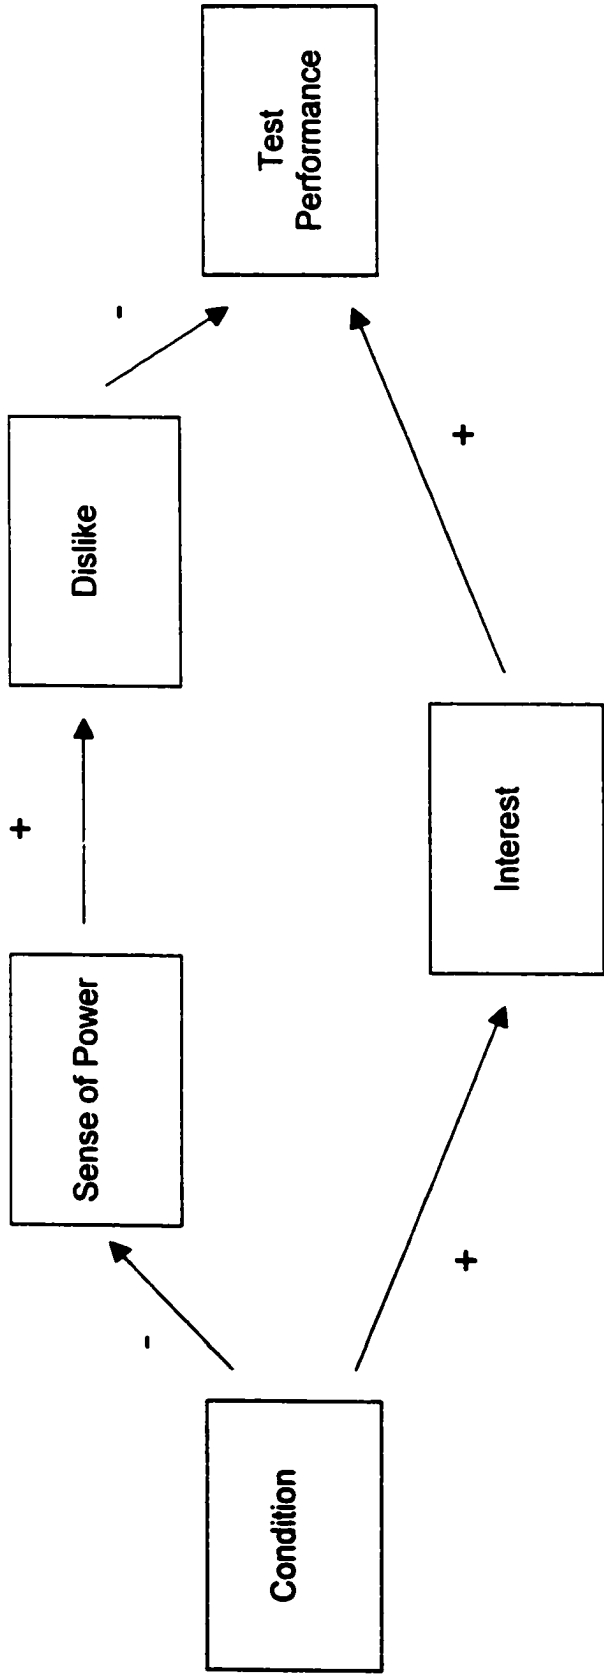 Condition
-
+
Sense of Power
+
Interest
Dislike
-
+
Test
Performance